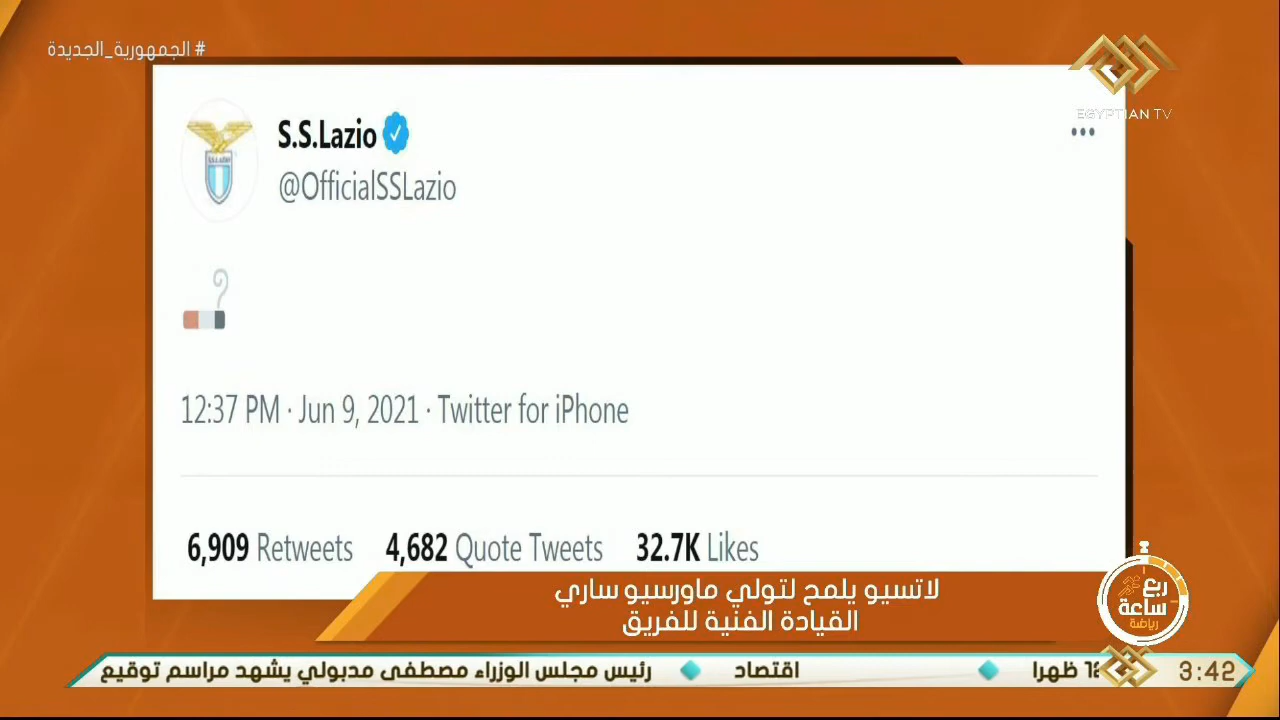 # الجمهورية_الجديدة
EGYPTIAN TV
S.S.Lazio
@OfficialSSLazio
12:37 PM · Jun 9, 2021 · Twitter for iPhone
6,909 Retweets 4,682 Quote Tweets 32.7K Likes
لاتسيو يلمح لتولي ماورسيو ساري
القيادة الفنية للفريق
ربع
ساعة
رياضة
ظهرا
اقتصاد
رئيس مجلس الوزراء مصطفى مدبولي يشهد مراسم توقيع
3:42